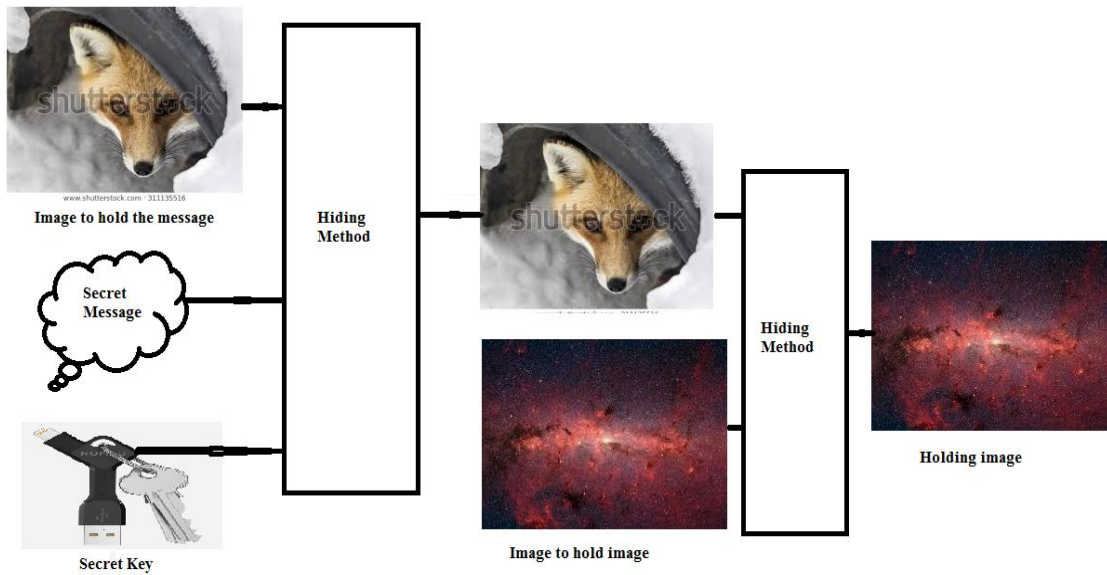 shutterstock
www.shutterstock.com · 311135516
Image to hold the message
Secret
Message
Secret Key
Hiding
Method
shutterstock
Image to hold image
Hiding
Method
Holding image